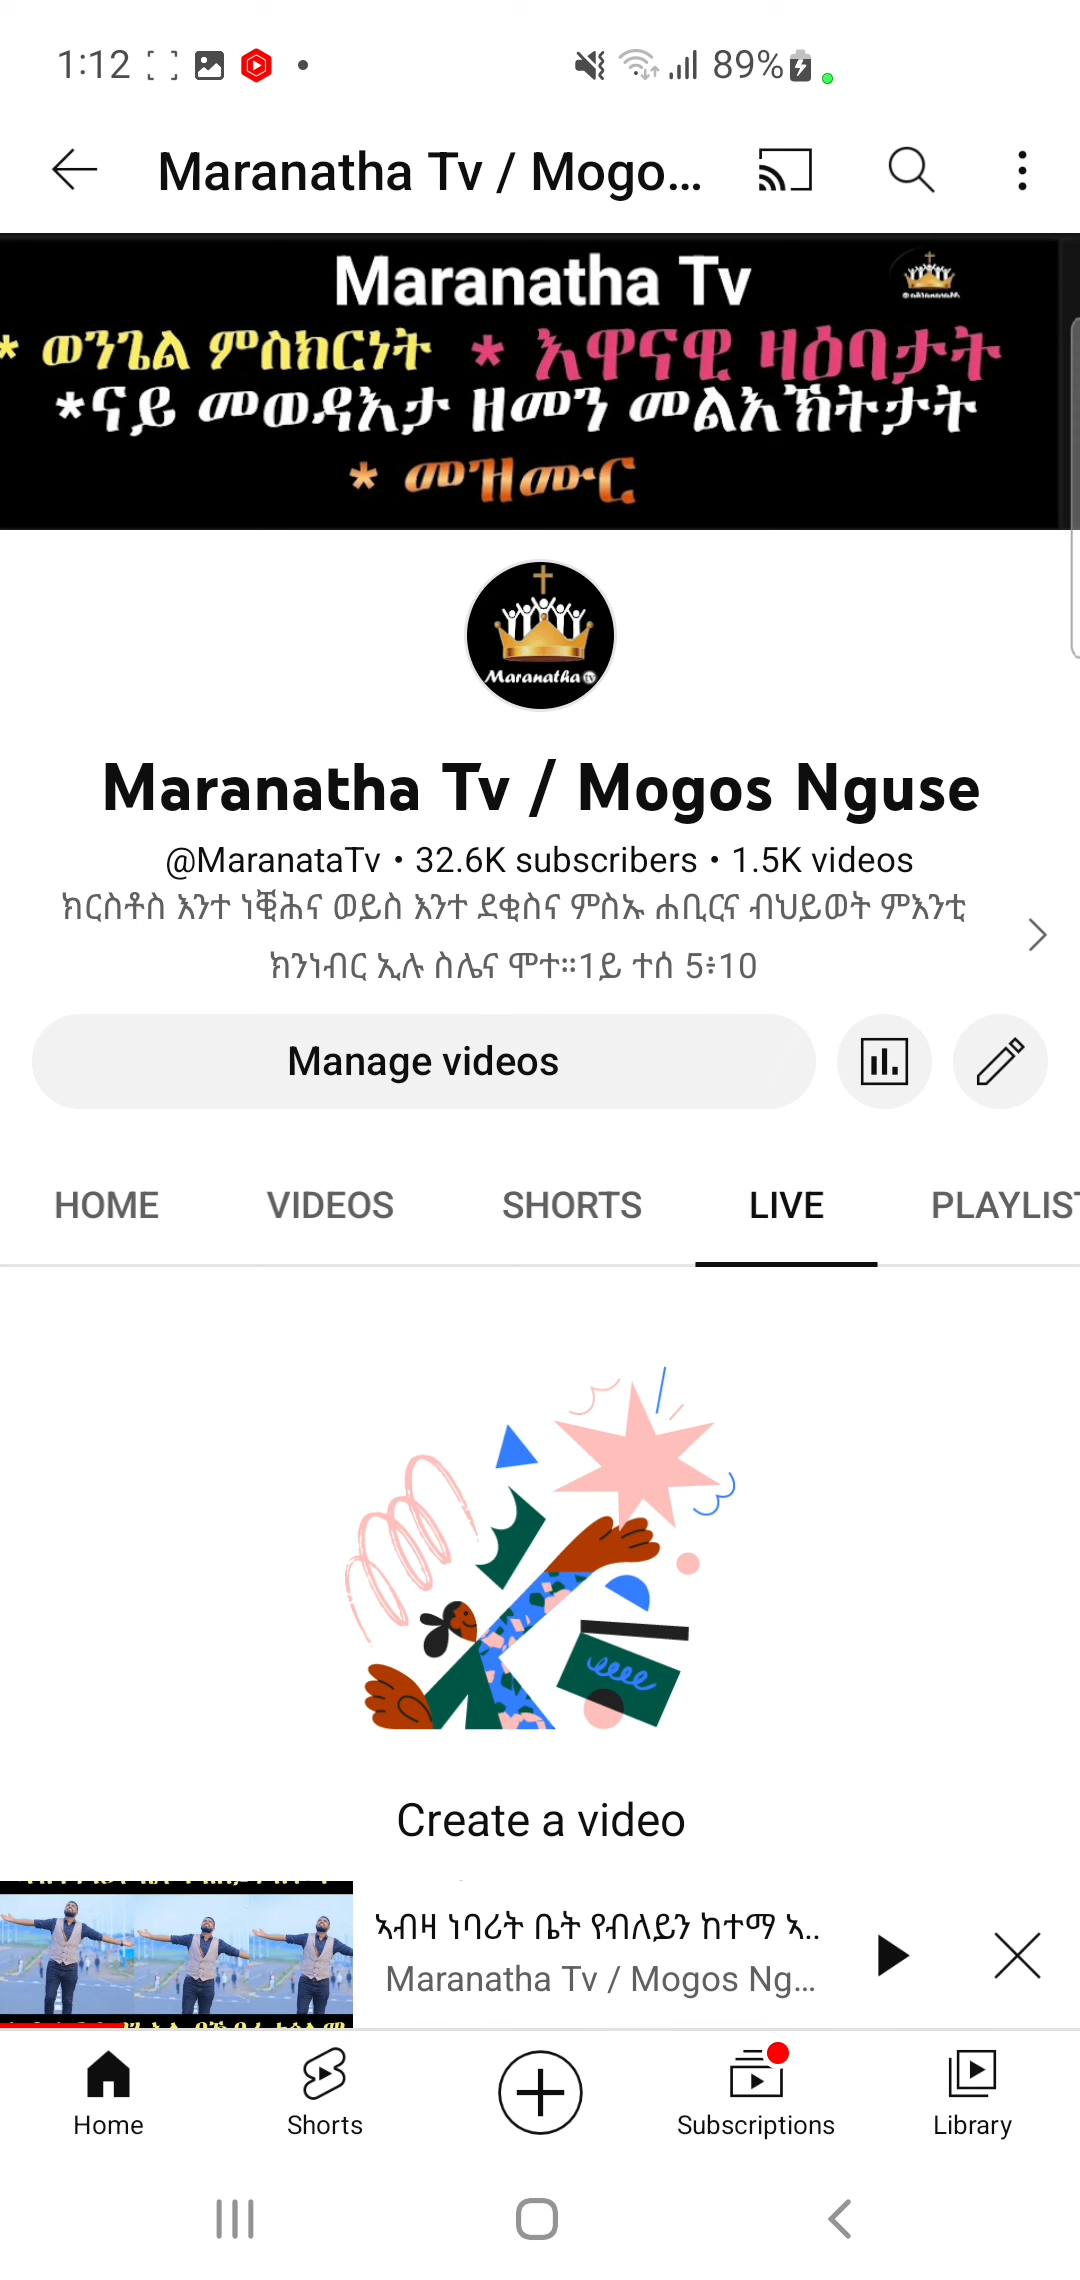 1:12
89%
Maranatha Tv / Mogo...
Maranatha Tv
* ወንጌል ምስክርነት * እዋናዊ ዛዕባታት
*ናይ መወዳእታ ዘመን መልእኽትታት
* መዝሙር
Maranatha TV
Maranatha Tv / Mogos Nguse
@MaranataTv • 32.6K subscribers • 1.5K videos
ክርስቶስ እንተ ነቒሕና ወይስ እንተ ደቂስና ምስኡ ሐቢርና ብህይወት ምእንቲ
ክንነብር ኢሉ ስሌና ሞተ።1ይ ተሰ 5፥10
Manage videos
HOME VIDEOS SHORTS LIVE PLAYLIST
Create a video
ኣብዛ ነባሪት ቤት የብለይን ከተማ ኣ..
Maranatha Tv / Mogos Ng...
Home Shorts Subscriptions Library